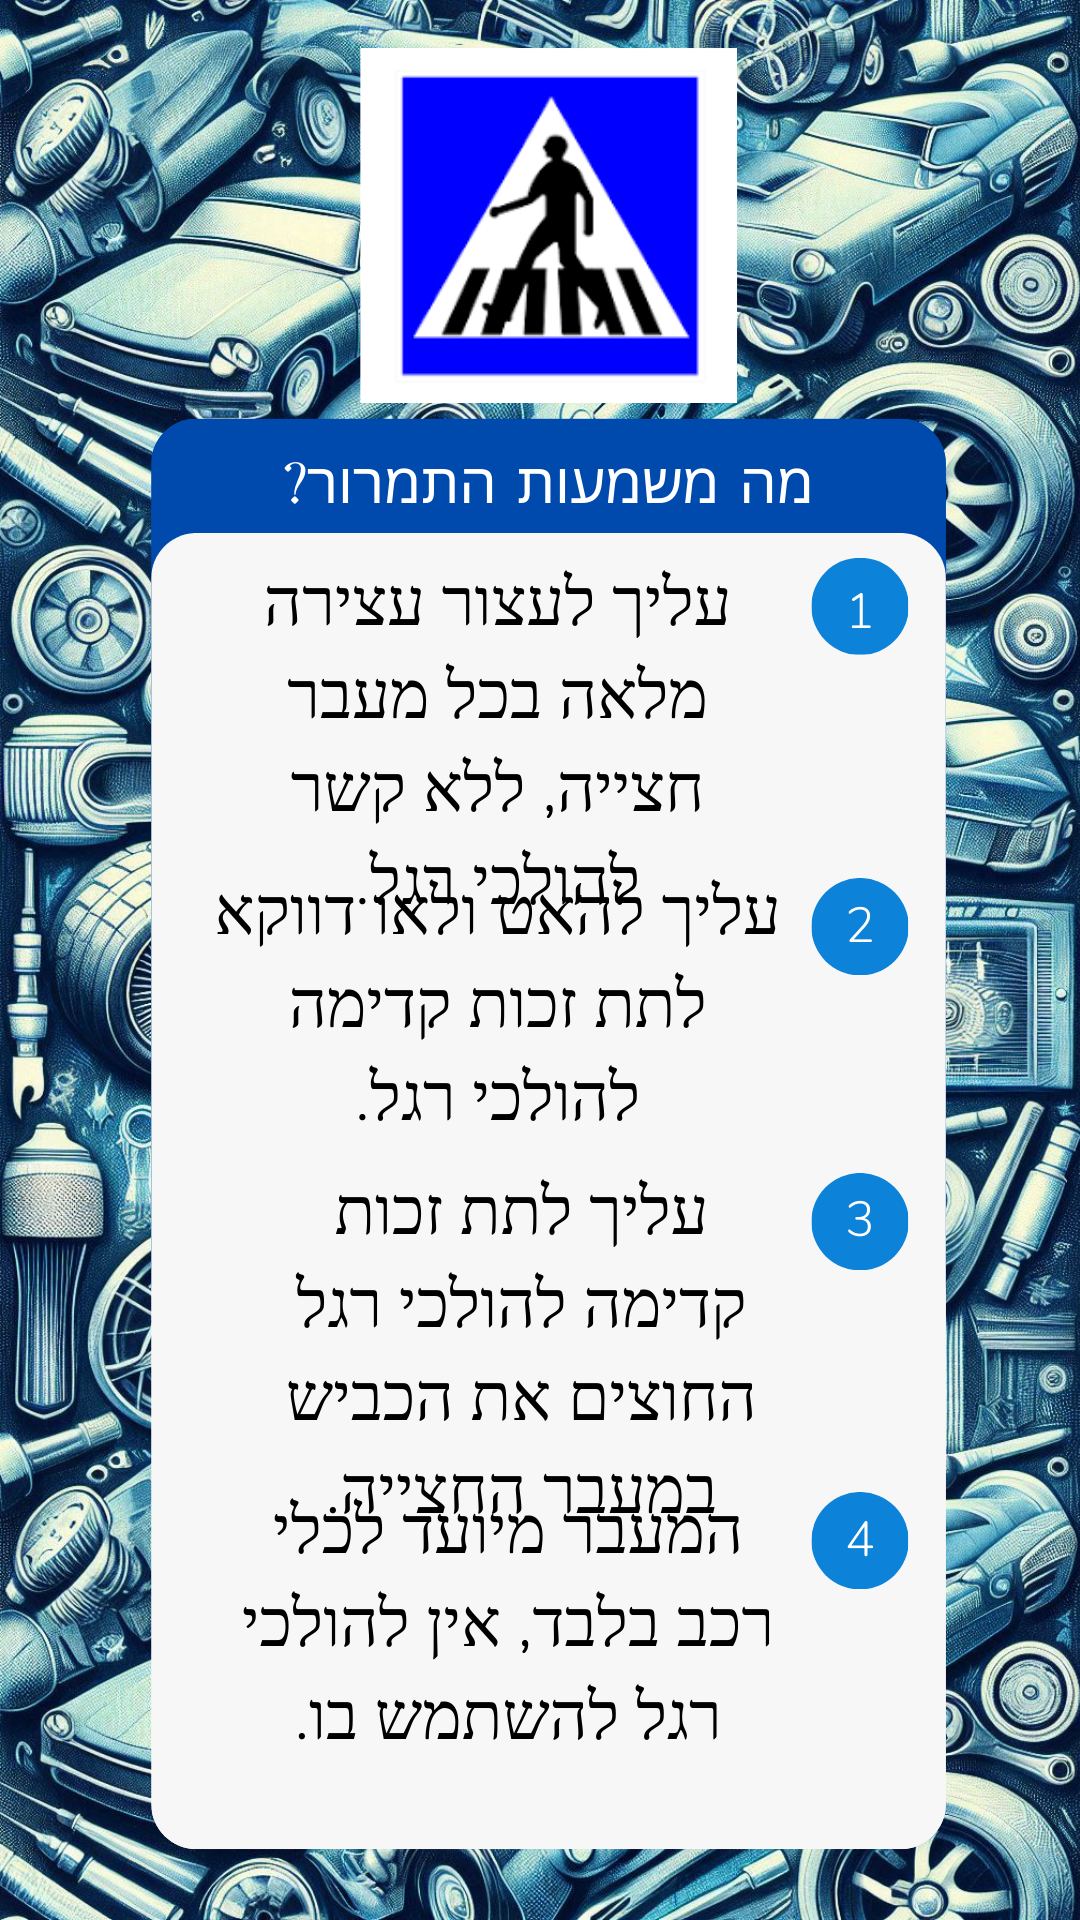 מה משמעות התמרור?
1
עליך לעצור עצירה
מלאה בכל מעבר
חצייה, ללא קשר
להולכי רגל.
2
עליך להאט ולאו דווקא
לתת זכות קדימה
להולכי רגל.
3
עליך לתת זכות
קדימה להולכי רגל
החוצים את הכביש
במעבר החצייה.
4
המעבר מיועד לכלי
רכב בלבד, אין להולכי
רגל להשתמש בו.